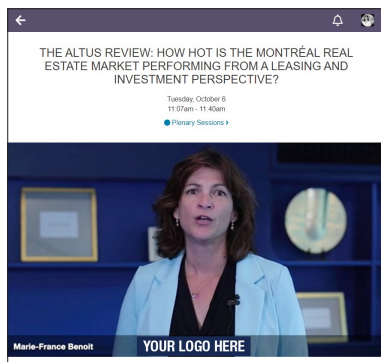 THE ALTUS REVIEW: HOW HOT IS THE MONTRÉAL REAL
ESTATE MARKET PERFORMING FROM A LEASING AND
INVESTMENT PERSPECTIVE?
Tuesday, October 6
11:07am - 11:40am
Plenary Sessions >
Marie-France Benoit
YOUR LOGO HERE